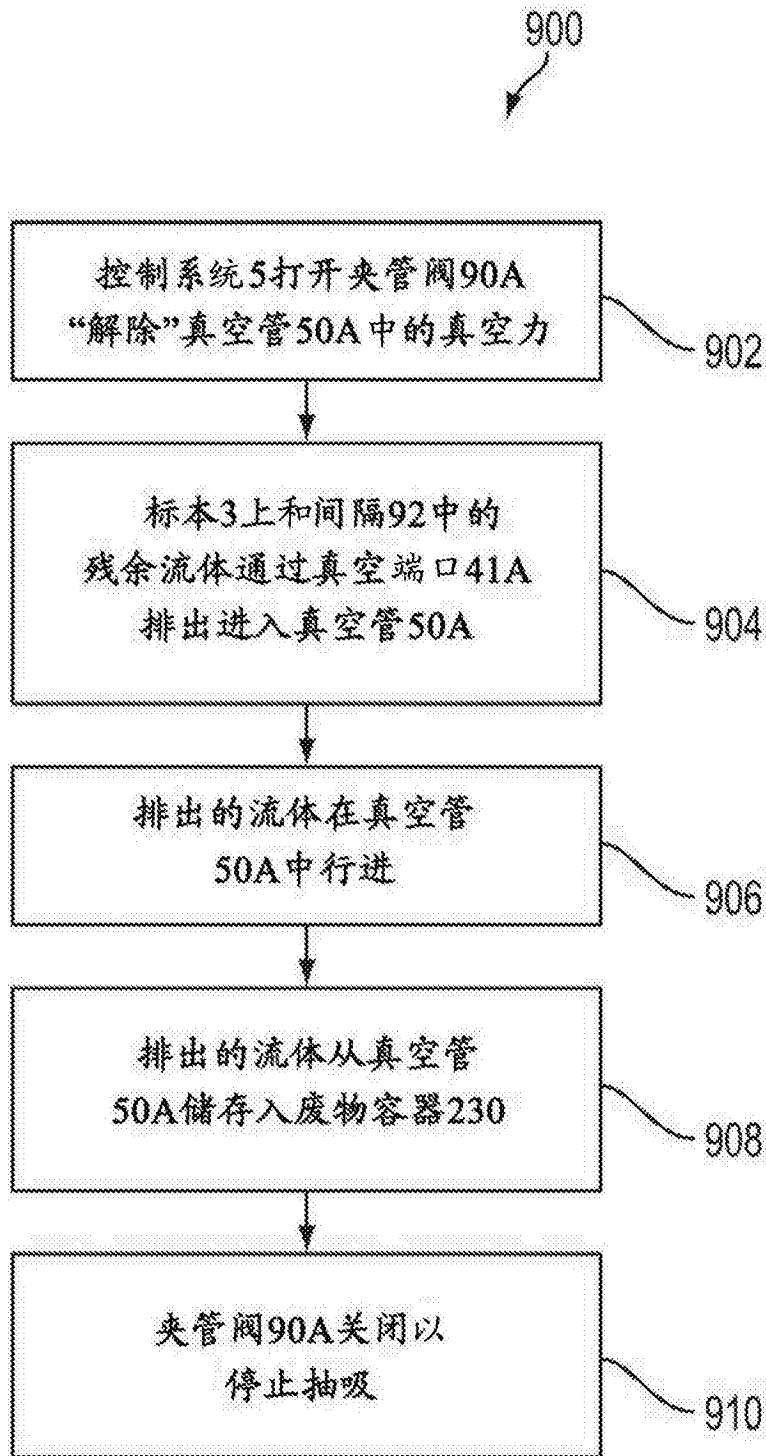 900
控制系统5打开夹管阀90A
“解除”真空管50A中的真空力
902
标本3上和间隔92中的
残余流体通过真空端口41A
排出进入真空管50A
904
排出的流体在真空管
50A中行进
906
排出的流体从真空管
50A储存入废物容器230
908
夹管阀90A关闭以
停止抽吸
910